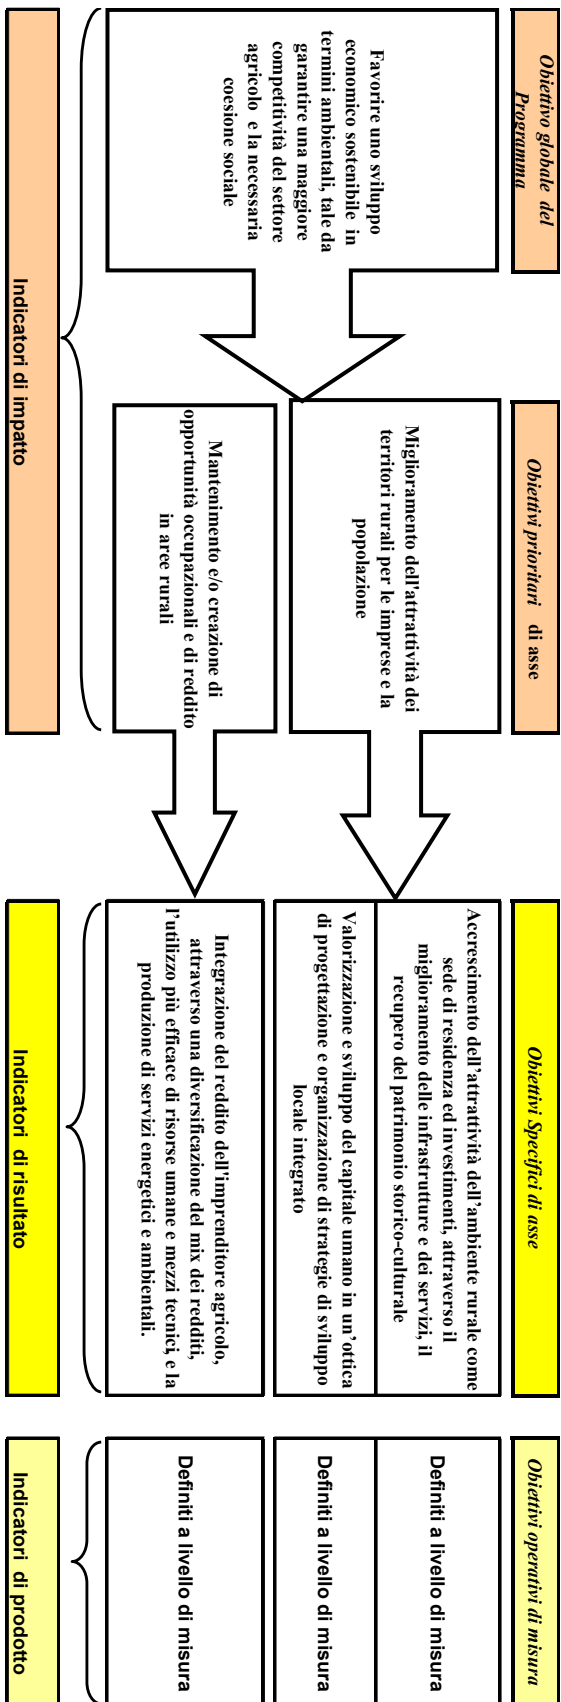 Obiettivo globale del
Programma
Favorire uno sviluppo
economico sostenibile in
termini ambientali, tale da
garantire una maggiore
competitività del settore
agricolo e la necessaria
coesione sociale
Obiettivi prioritari di asse
Miglioramento dell'attrattività dei
territori rurali per le imprese e la
popolazione
Mantenimento e/o creazione di
opportunità occupazionali e di reddito
in aree rurali
Indicatori di impatto
Obiettivi Specifici di asse
Accrescimento dell'attrattività dell'ambiente rurale come
sede di residenza ed investimenti, attraverso il
miglioramento delle infrastrutture e dei servizi, il
recupero del patrimonio storico-culturale
Valorizzazione e sviluppo del capitale umano in un'ottica
di progettazione e organizzazione di strategie di sviluppo
locale integrato
Integrazione del reddito dell'imprenditore agricolo,
attraverso una diversificazione del mix dei redditi,
l'utilizzo più efficace di risorse umane e mezzi tecnici, e la
produzione di servizi energetici e ambientali.
Indicatori di risultato
Obiettivi operativi di misura
Definiti a livello di misura
Definiti a livello di misura
Definiti a livello di misura
Indicatori di prodotto